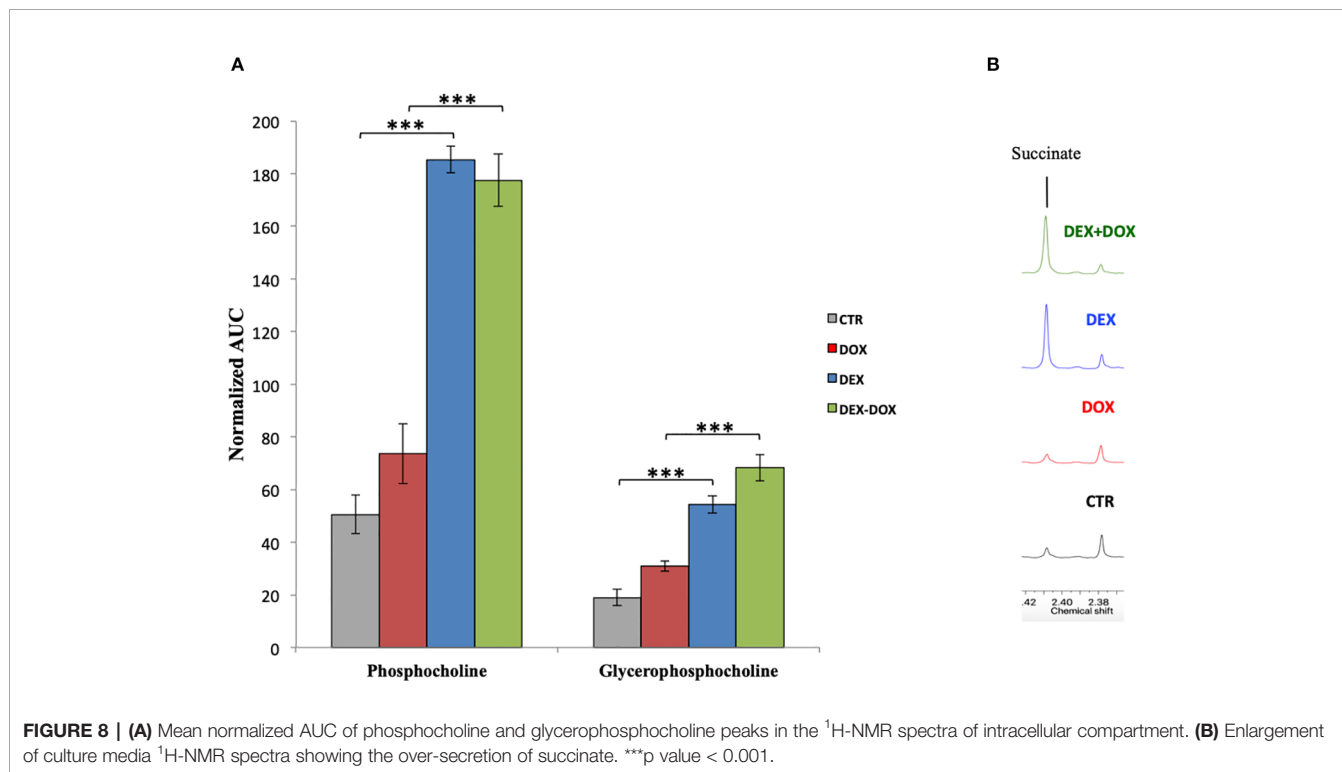 A
B
***
***
200
180
160
140
120
100
80
60
40
20
0
Normalized AUC
***
***
Phosphocholine
Glycerophosphocholine
CTR
DOX
DEX
DEX-DOX
Succinate
DEX+DOX
DEX
DOX
CTR
.42 2.40 2.38
Chemical shift
FIGURE 8 | (A) Mean normalized AUC of phosphocholine and glycerophosphocholine peaks in the ¹H-NMR spectra of intracellular compartment. (B) Enlargement
of culture media ¹H-NMR spectra showing the over-secretion of succinate. ***p value < 0.001.